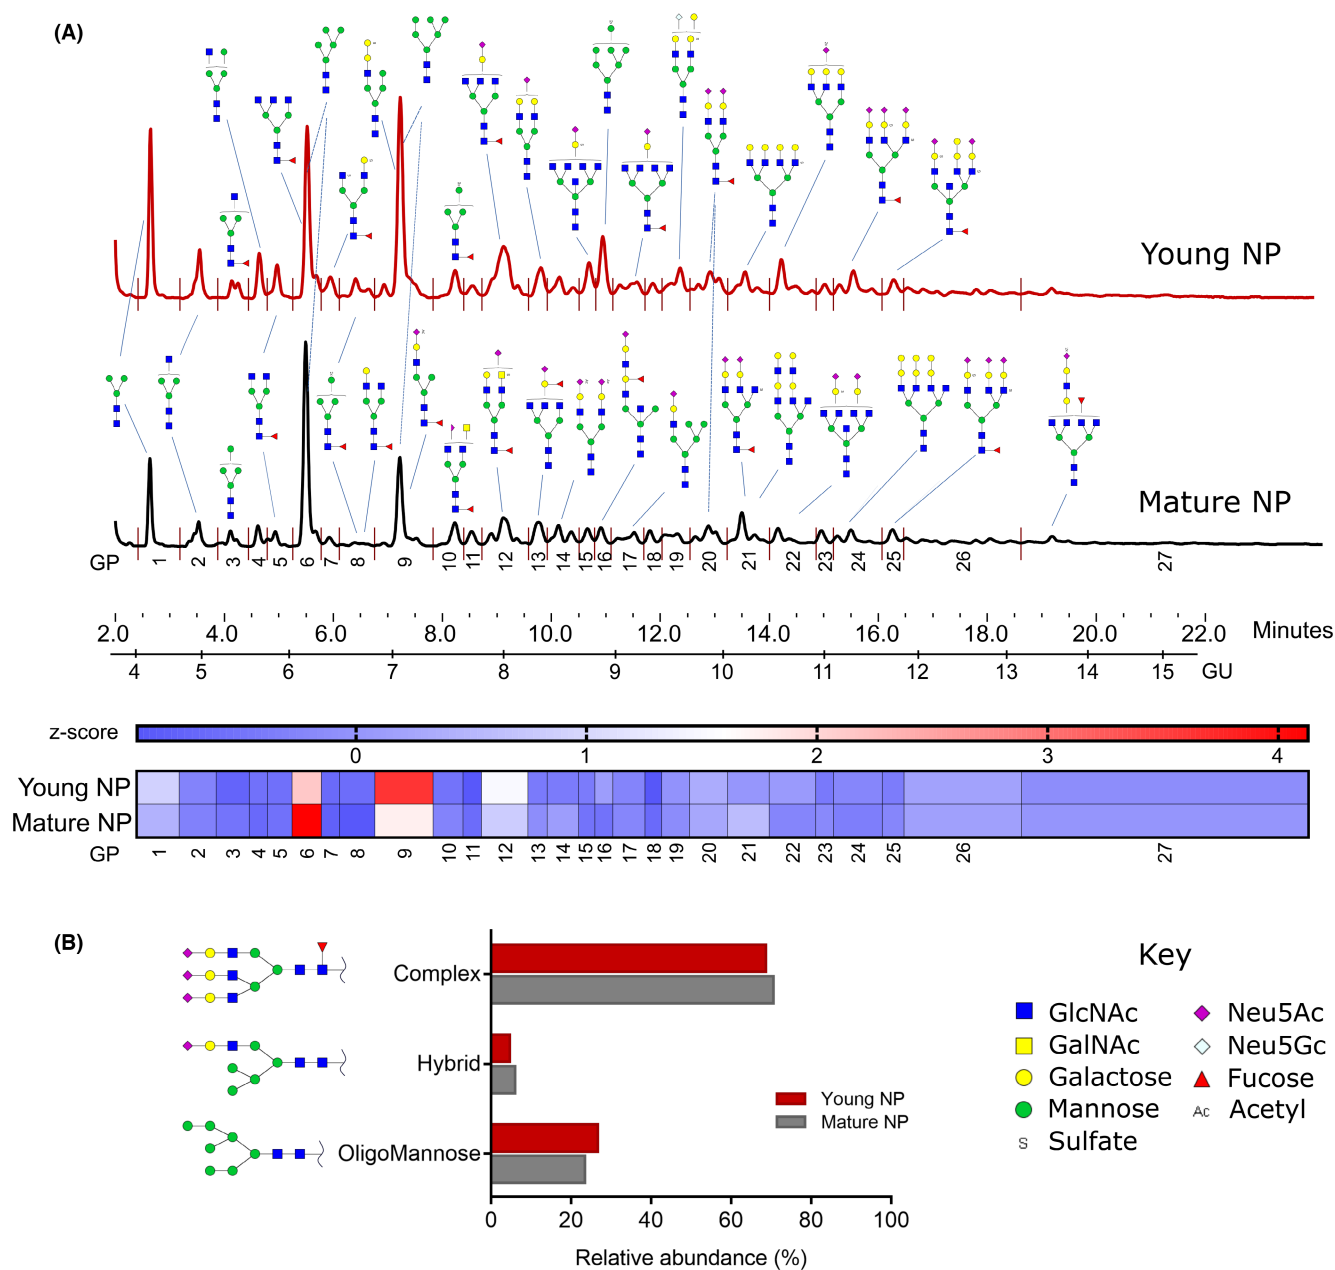 (A)
Young NP
Mature NP
GP 1 2 3 4 5 6 7 8 9 10 11 12 13 14 15 16 17 18 19 20 21 22 23 24 25 26 27
2.0 4.0 6.0 8.0 10.0 12.0 14.0 16.0 18.0 20.0 22.0 Minutes
4 5 6 7 8 9 10 11 12 13 14 15 GU
z-score
0 1 2 3 4
Young NP
Mature NP
GP 1 2 3 4 5 6 7 8 9 10 11 12 13 14 15 16 17 18 19 20 21 22 23 24 25 26 27
(B)
Complex
Hybrid
OligoMannose
Young NP
Mature NP
0 20 40 60 80 100
Relative abundance (%)
Key
GlcNAc
GalNAc
Galactose
Mannose
S Sulfate
Neu5Ac
Neu5Gc
Fucose
Ac Acetyl